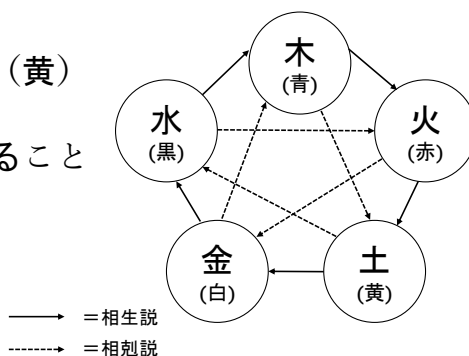 (黄)
ること
木
(青)
水
(黒)
火
(赤)
金
(白)
土
(黄)
=相生説
=相剋説